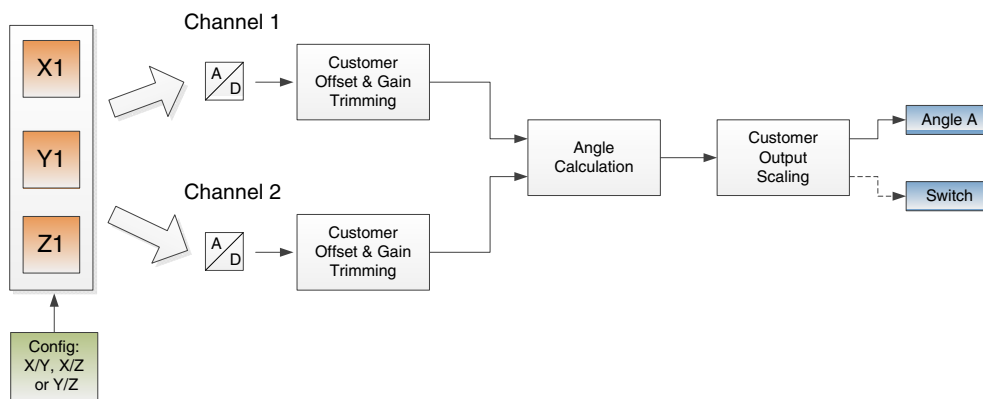 X1
Y1
Z1
Config:
X/Y, X/Z
or Y/Z
Channel 1
A
D
Customer
Offset & Gain
Trimming
Channel 2
A
D
Customer
Offset & Gain
Trimming
Angle
Calculation
Customer
Output
Scaling
Angle A
Switch